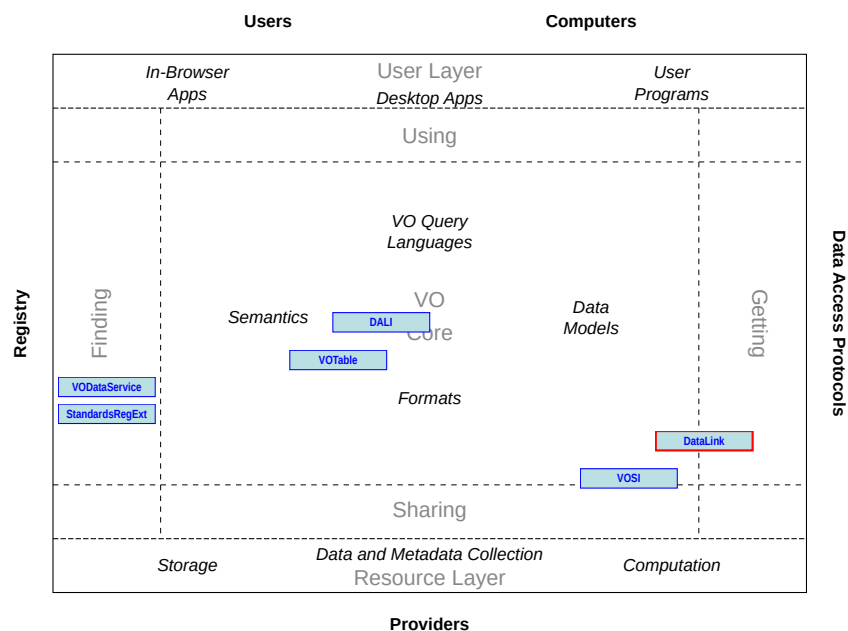 Users
Computers
In-Browser
Apps
User Layer
Desktop Apps
User
Programs
Using
VO Query
Languages
Registry
Finding
Semantics
VO
Core
DALI
VOTable
Data
Models
Getting
Data Access Protocols
VODataService
StandardsRegExt
Formats
DataLink
VOSI
Sharing
Storage
Data and Metadata Collection
Resource Layer
Computation
Providers